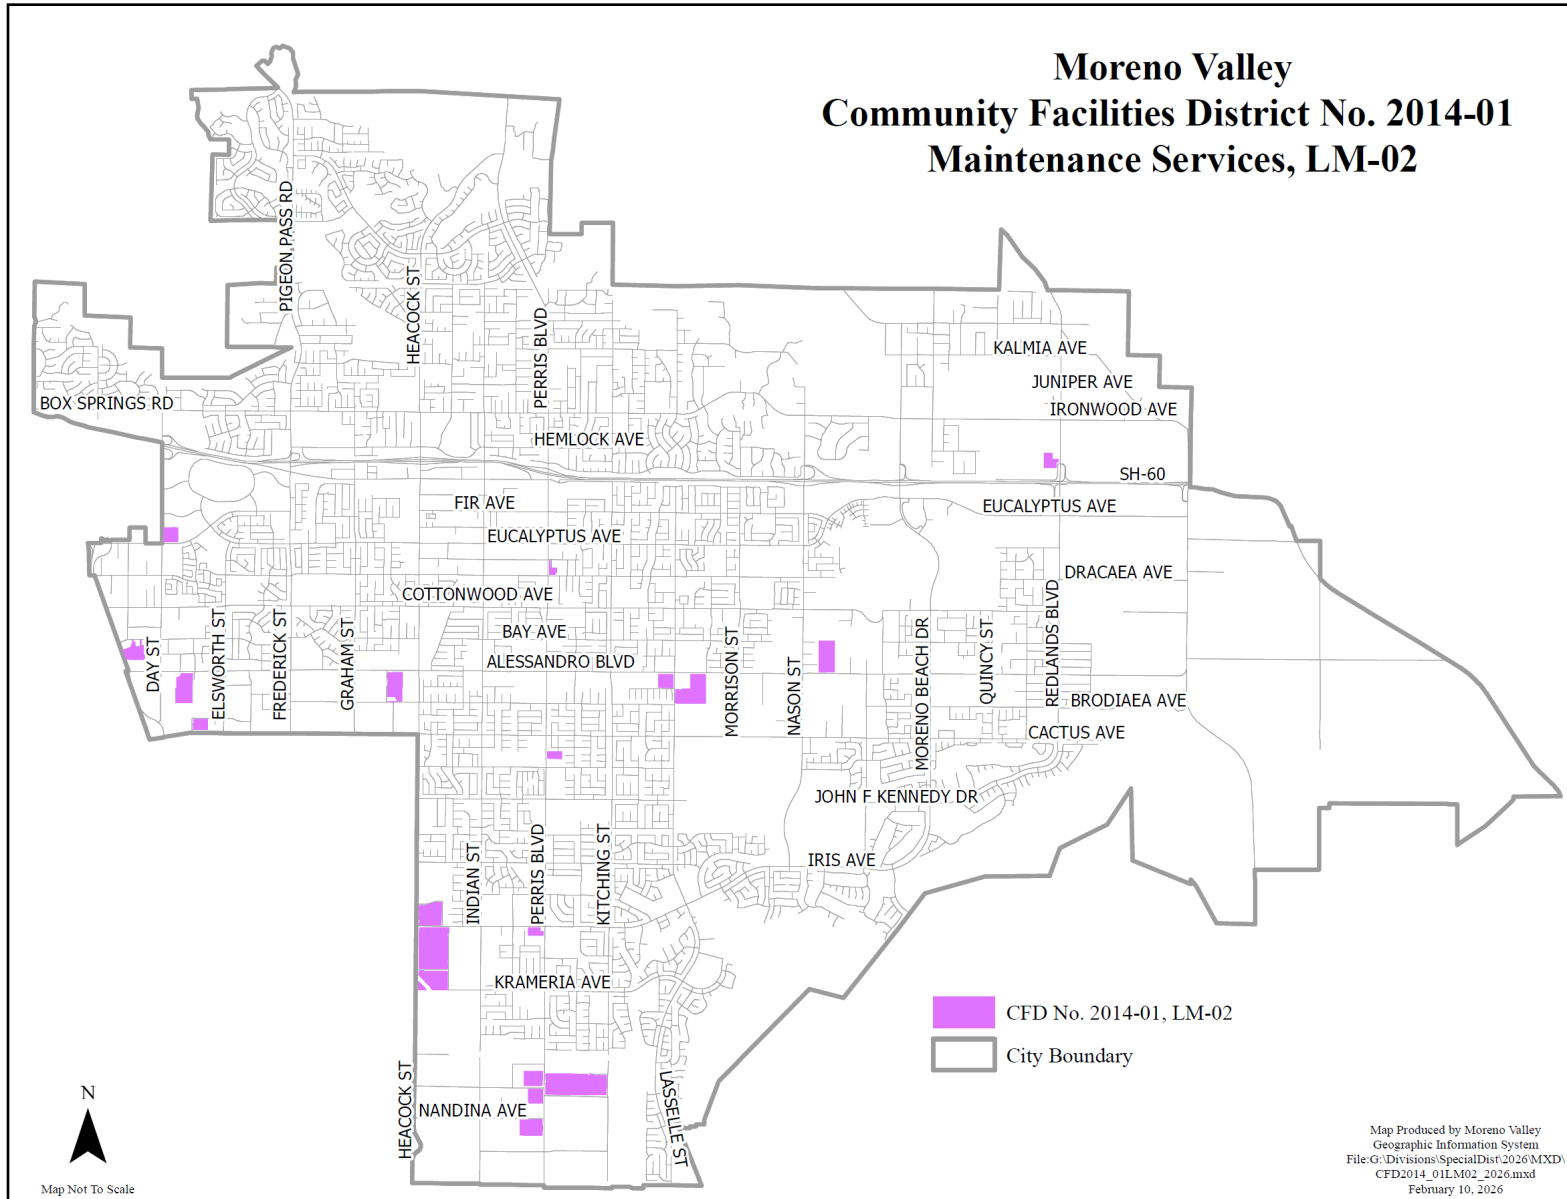 Moreno Valley
Community Facilities District No. 2014-01
Maintenance Services, LM-02
PIGEON PASS RD
HEACOCK ST
PERRIS BLVD
KALMIA AVE
JUNIPER AVE
BOX SPRINGS RD
IRONWOOD AVE
HEMLOCK AVE
SH-60
FIR AVE
EUCALYPTUS AVE
EUCALYPTUS AVE
DRACAEA AVE
COTTONWOOD AVE
BAY AVE
ALESSANDRO BLVD
DAY ST
ELSWORTH ST
FREDERICK ST
GRAHAM ST
MORRISON ST
NASON ST
MORENO BEACH DR
QUINCY ST
REDLANDS BLVD
BRODIAEA AVE
CACTUS AVE
JOHN F KENNEDY DR
IRIS AVE
INDIAN ST
PERRIS BLVD
KITCHING ST
KRAMERIA AVE
CFD No. 2014-01, LM-02
City Boundary
HEACOCK ST
NANDINA AVE
LASSELLE ST
N
Map Not To Scale
Map Produced by Moreno Valley
Geographic Information System
File:G:\Divisions\SpecialDist\2026\MXD\
CFD2014_01LM02_2026.mxd
February 10, 2026